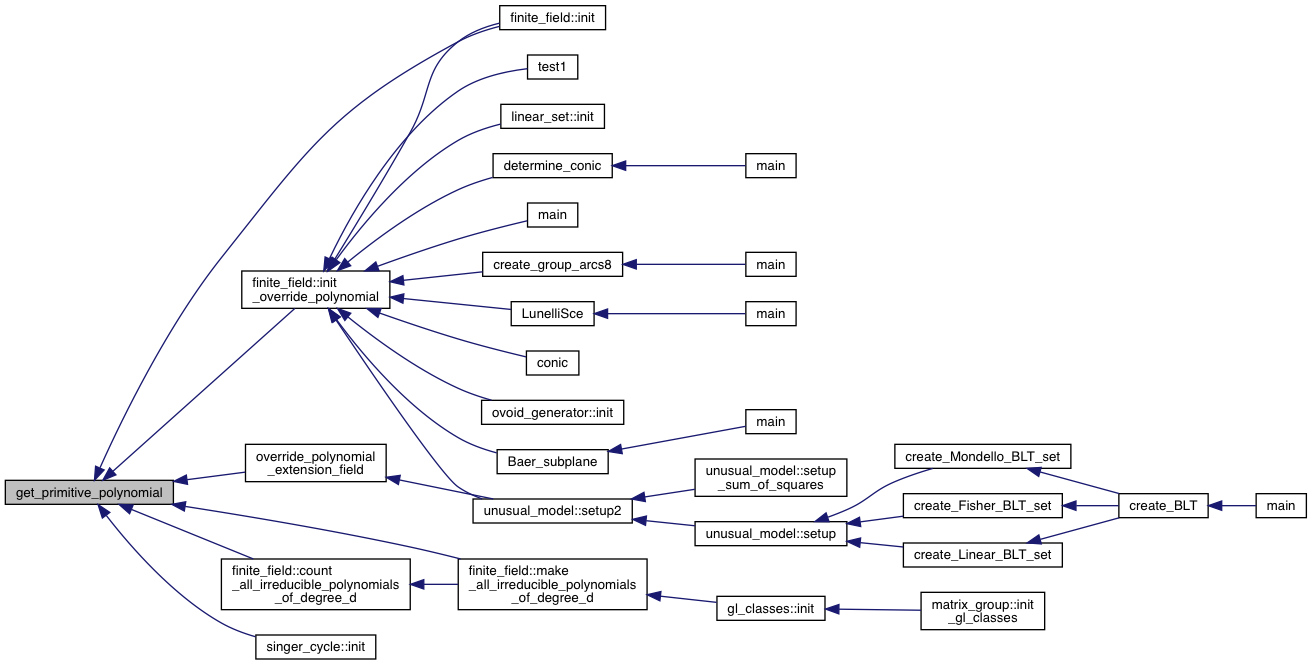 finite_field::init
test1
linear_set::init
determine_conic
main
main
finite_field::init
_override_polynomial
create_group_arcs8
main
LunelliSce
main
conic
ovoid_generator::init
main
Baer_subplane
override_polynomial
_extension_field
get_primitive_polynomial
unusual_model::setup2
unusual_model::setup
_sum_of_squares
unusual_model::setup
create_Mondello_BLT_set
create_Fisher_BLT_set
create_Linear_BLT_set
create_BLT
main
finite_field::count
_all_irreducible_polynomials
_of_degree_d
finite_field::make
_all_irreducible_polynomials
_of_degree_d
gl_classes::init
matrix_group::init
_gl_classes
singer_cycle::init